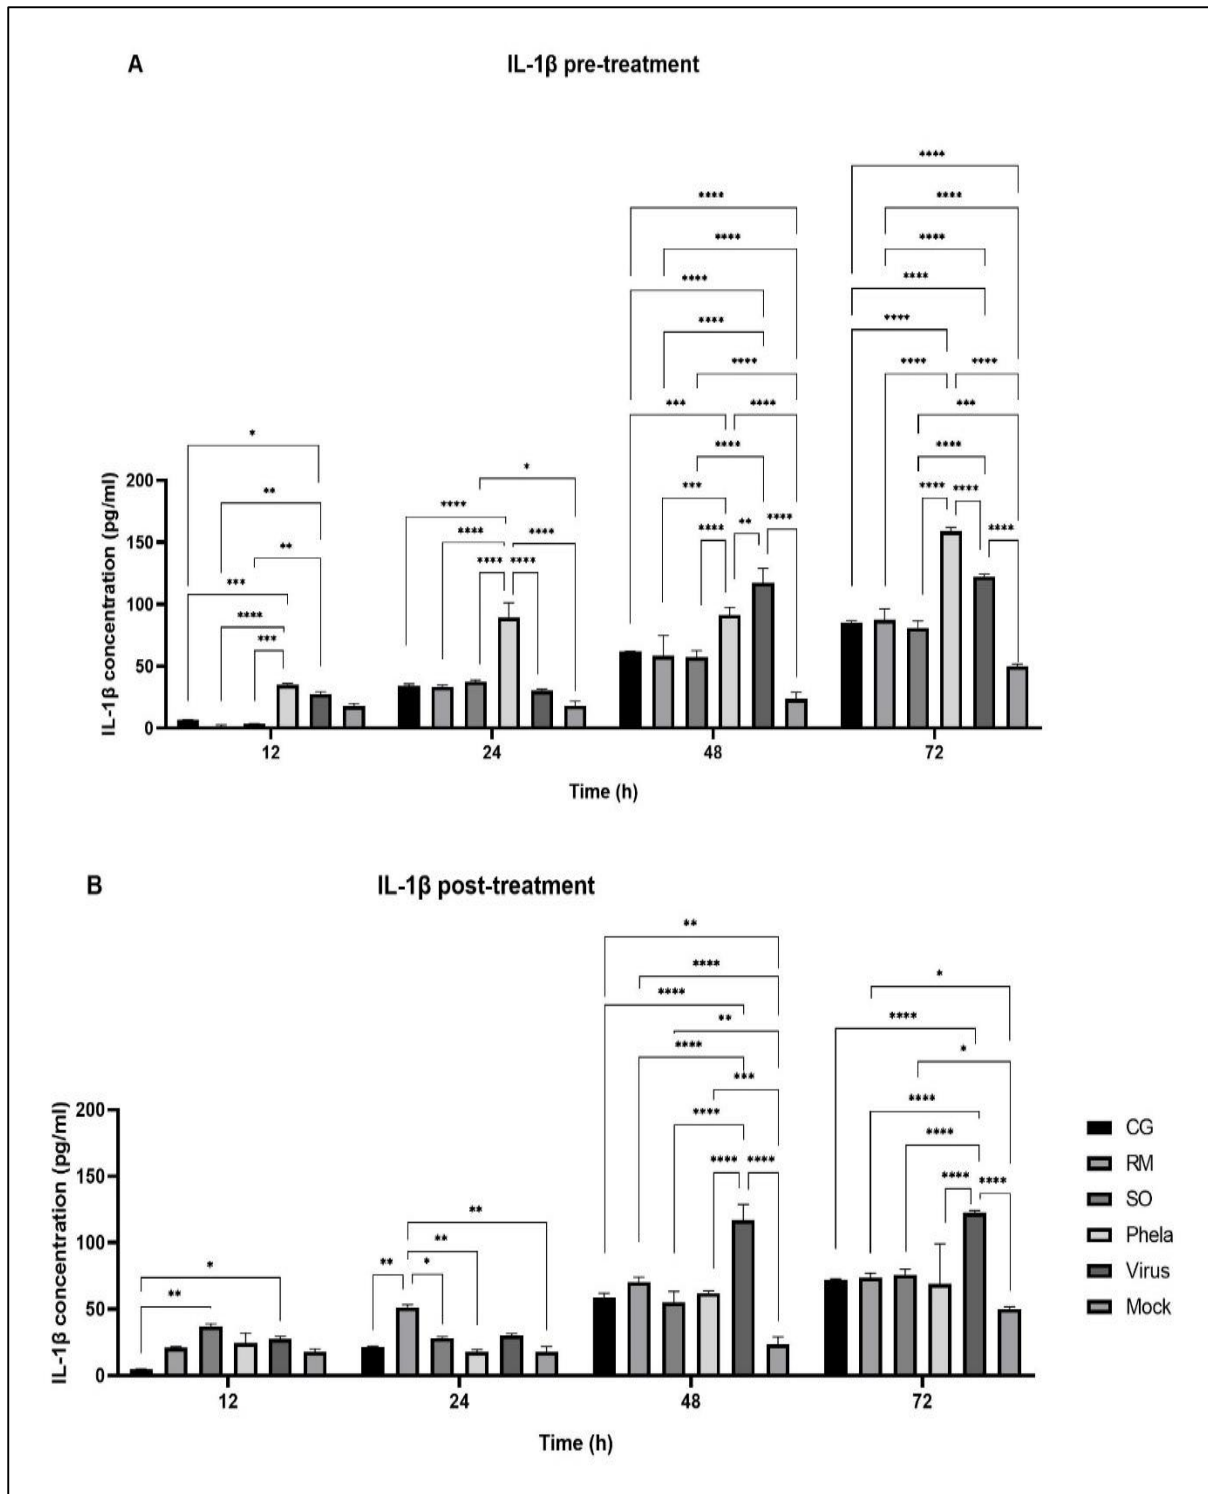 A
IL-1β pre-treatment
****
**** ****
**** ****
**** ****
**** ****
**** **** ****
*** **** ***
* **** ****
* *** **** ****
** **** **** ** **** ****
** **** ****
*** **** ****
****
***
IL-1β concentration (pg/ml)
200
150
100
50
0
12 24 48 72
Time (h)
B
IL-1β post-treatment
**
****
* ****
** ****
**** *
***
**** ****
****
**** **** **** ****
** **
* ** *
**
IL-1β concentration (pg/ml)
200
150
100
50
0
12 24 48 72
Time (h)
CG
RM
SO
Phela
Virus
Mock